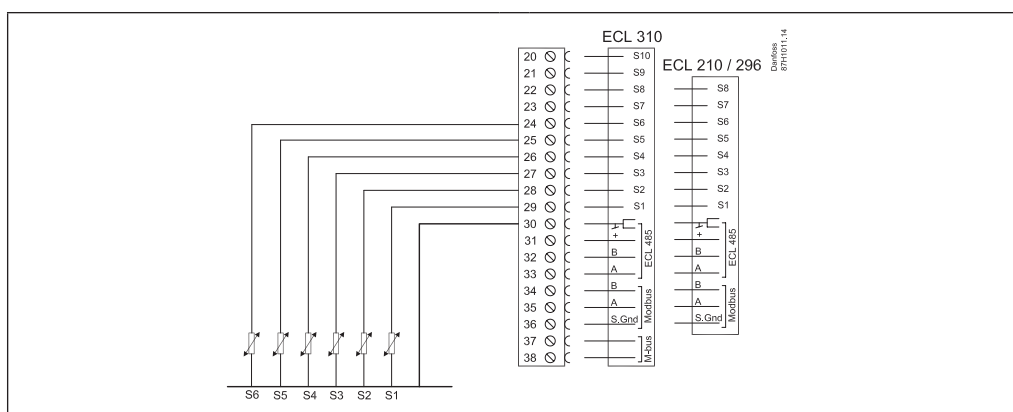 ECL 310
ECL 210 / 296
Danfoss
87H1011.14
20 S10
21 S9
22 S8 S8
23 S7 S7
24 S6 S6
25 S5 S5
26 S4 S4
27 S3 S3
28 S2 S2
29 S1 S1
30
31 + +
32 B B
33 A A
ECL 485 ECL 485
34 B B
35 A A
36 S.Gnd S.Gnd
Modbus Modbus
37
38
M-bus
S6 S5 S4 S3 S2 S1